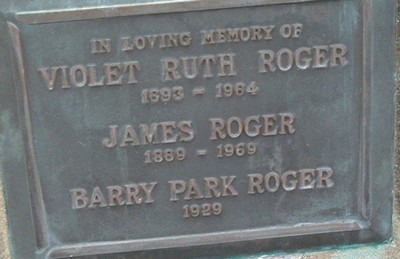 IN LOVING MEMORY OF
VIOLET RUTH ROGER
1893 - 1964
JAMES ROGER
1889 - 1969
BARRY PARK ROGER
1929